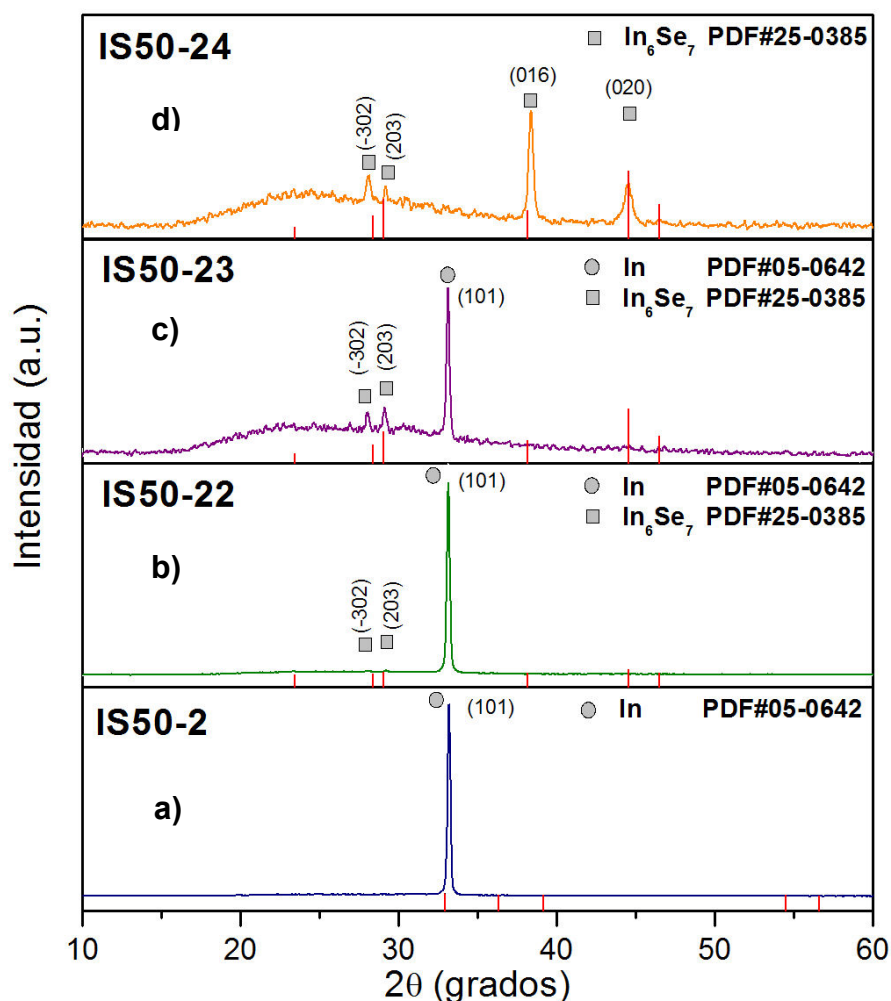 IS50-24
In₆Se₇ PDF#25-0385
d)
(-302)
(203)
(016)
(020)
IS50-23
In PDF#05-0642
In₆Se₇ PDF#25-0385
c)
(-302)
(203)
(101)
IS50-22
In PDF#05-0642
In₆Se₇ PDF#25-0385
b)
(-302)
(203)
(101)
IS50-2
In PDF#05-0642
a)
(101)
Intensidad (a.u.)
10 20 30 40 50 60
2θ (grados)